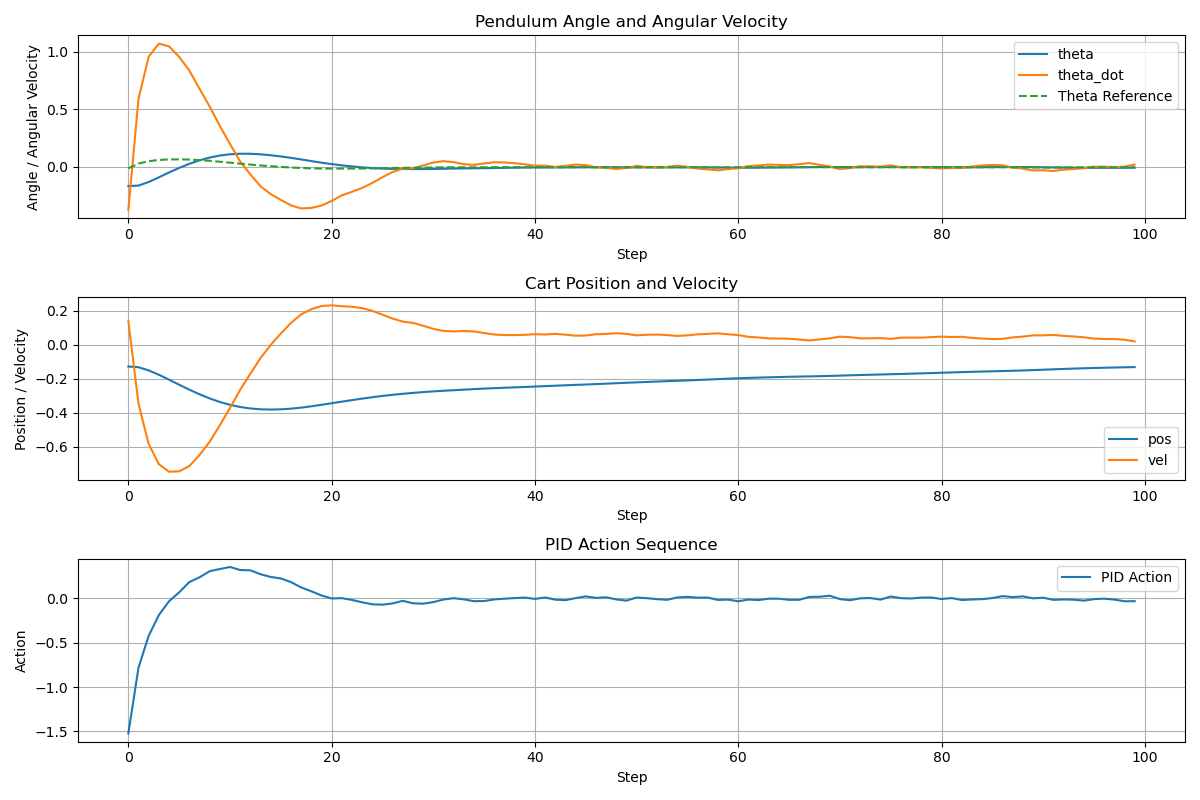 Pendulum Angle and Angular Velocity
Angle / Angular Velocity
1.0
0.5
0.0
theta
theta_dot
Theta Reference
0
20
40
60
80
100
Step
Cart Position and Velocity
Position / Velocity
0.2
0.0
−0.2
−0.4
−0.6
pos
vel
0
20
40
60
80
100
Step
PID Action Sequence
Action
0.0
−0.5
−1.0
−1.5
PID Action
0
20
40
60
80
100
Step